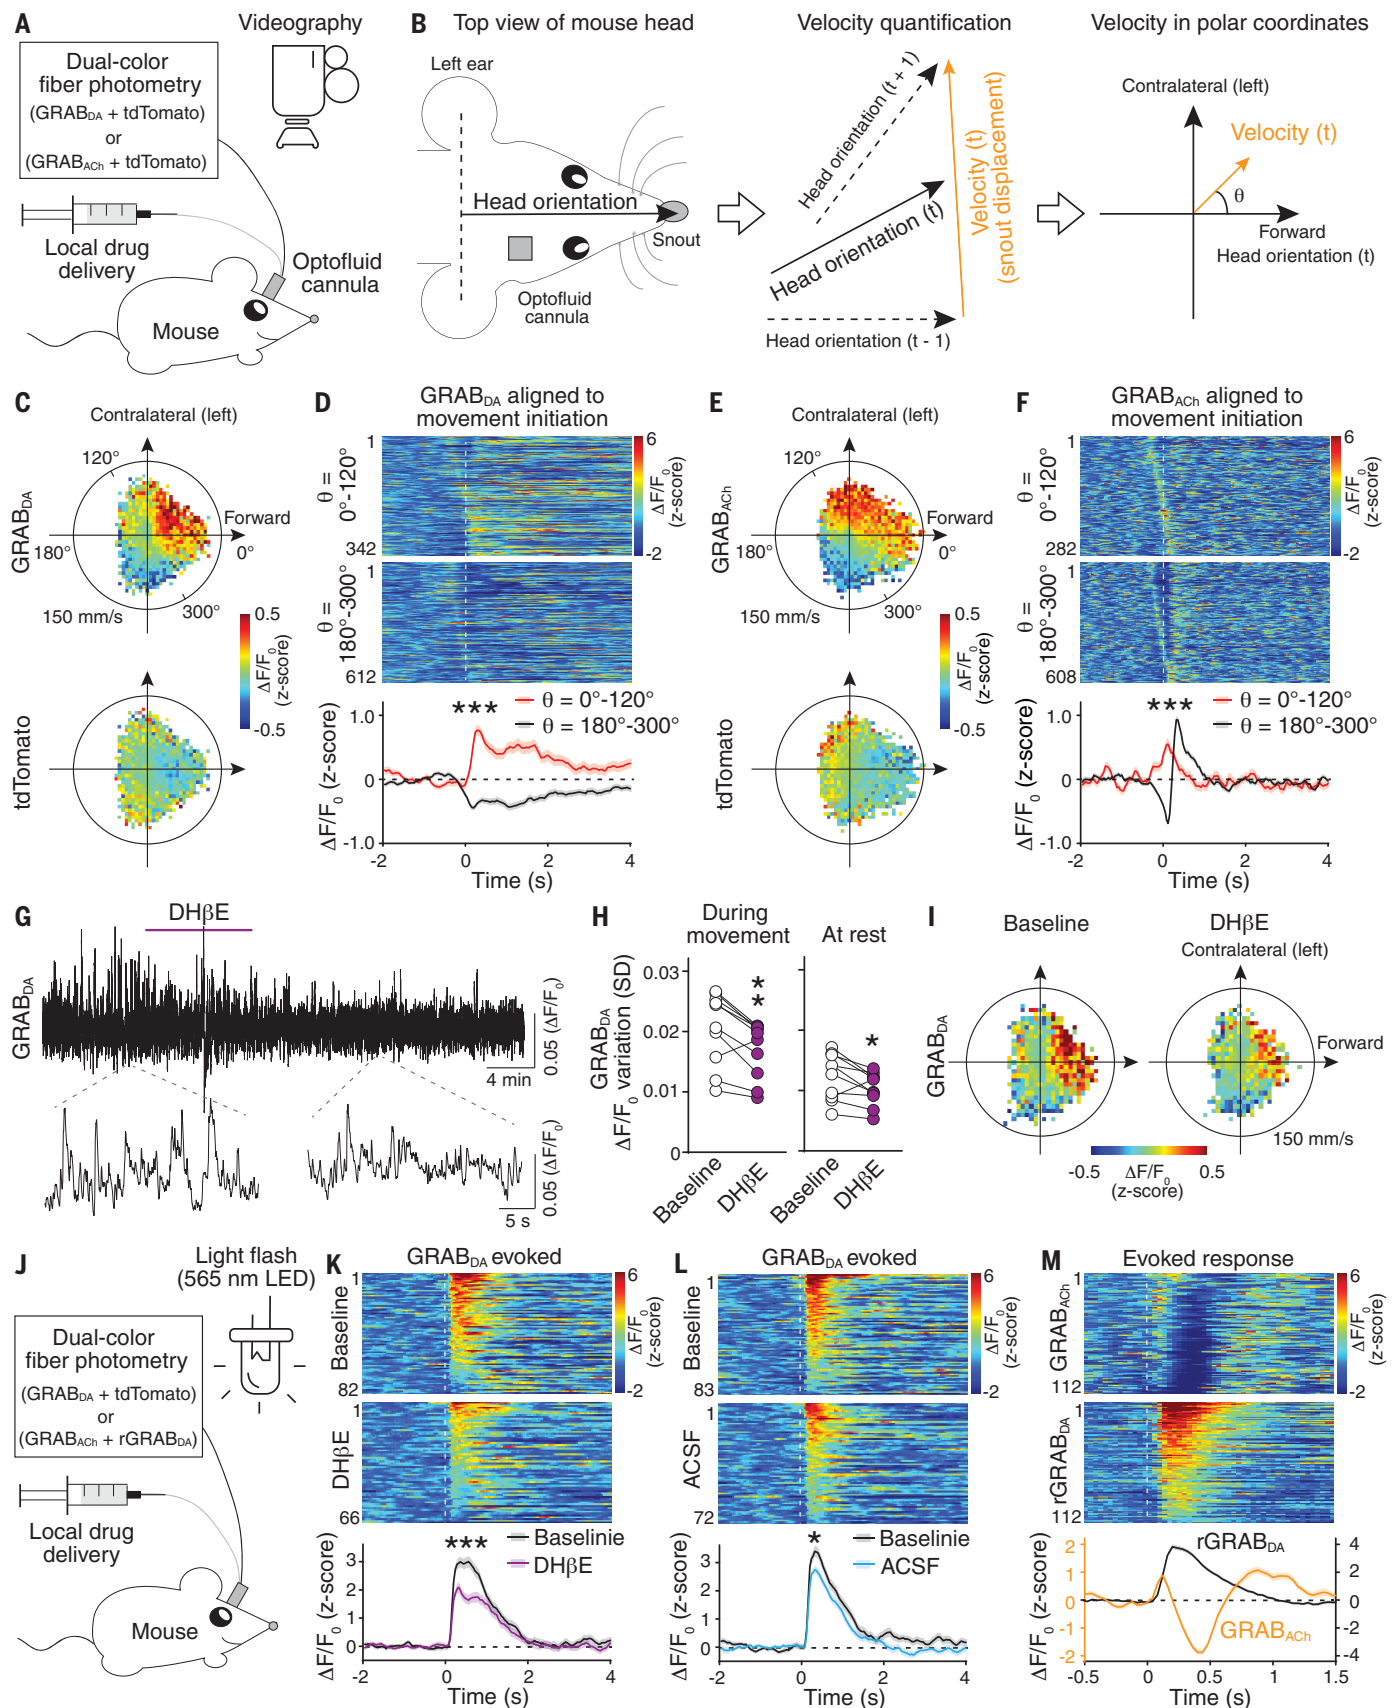 A
Videography
Dual-color
fiber photometry
(GRABDA + tdTomato)
or
(GRABACh + tdTomato)
Local drug
delivery
Optofluid
cannula
Mouse
B
Top view of mouse head
Left ear
Head orientation
Snout
Optofluid
cannula
Velocity quantification
Head orientation (t + 1)
Head orientation (t)
Velocity (t)
(snout displacement)
Head orientation (t - 1)
Velocity in polar coordinates
Contralateral (left)
Velocity (t)
θ
Forward
Head orientation (t)
C
Contralateral (left)
120°
GRABDA
Forward
180°
0°
300°
150 mm/s
0.5
ΔF/F0
(z-score)
-0.5
tdTomato
D
GRABDA aligned to
movement initiation
θ =
0°-120°
1
342
6
ΔF/F0
(z-score)
-2
θ =
180°-300°
1
612
***
θ = 0°-120°
θ = 180°-300°
ΔF/F0 (z-score)
1.0
0
-1.0
-2
0
2
4
Time (s)
E
Contralateral (left)
120°
GRABACh
Forward
180°
0°
300°
150 mm/s
0.5
ΔF/F0
(z-score)
-0.5
tdTomato
F
GRABACh aligned to
movement initiation
θ =
0°-120°
1
282
6
ΔF/F0
(z-score)
-2
θ =
180°-300°
1
608
***
θ = 0°-120°
θ = 180°-300°
ΔF/F0 (z-score)
1.0
0
-1.0
-2
0
2
4
Time (s)
G
DHβE
GRABDA
0.05 (ΔF/F0)
4 min
0.05 (ΔF/F0)
5 s
H
During
movement
At rest
GRABDA
ΔF/F0 variation (SD)
0.03
0.02
0.01
0
*
*
*
Baseline
DHβE
Baseline
DHβE
I
Baseline
DHβE
Contralateral (left)
GRABDA
Forward
150 mm/s
-0.5
ΔF/F0
(z-score)
0.5
J
Light flash
(565 nm LED)
Dual-color
fiber photometry
(GRABDA + tdTomato)
or
(GRABACh + rGRABDA)
Local drug
delivery
Mouse
K
GRABDA evoked
Baseline
1
82
6
ΔF/F0
(z-score)
-2
DHβE
1
66
***
Baselinie
DHβE
ΔF/F0 (z-score)
3
2
1
0
-2
0
2
4
Time (s)
L
GRABDA evoked
Baseline
1
83
6
ΔF/F0
(z-score)
-2
ACSF
1
72
*
Baselinie
ACSF
ΔF/F0 (z-score)
3
2
1
0
-2
0
2
4
Time (s)
M
Evoked response
GRABACh
1
112
6
ΔF/F0
(z-score)
-2
rGRABDA
1
112
ΔF/F0 (z-score)
2
1
0
-1
-2
rGRABDA
GRABACh
4
2
0
-2
-4
-0.5
0
0.5
1
1.5
Time (s)